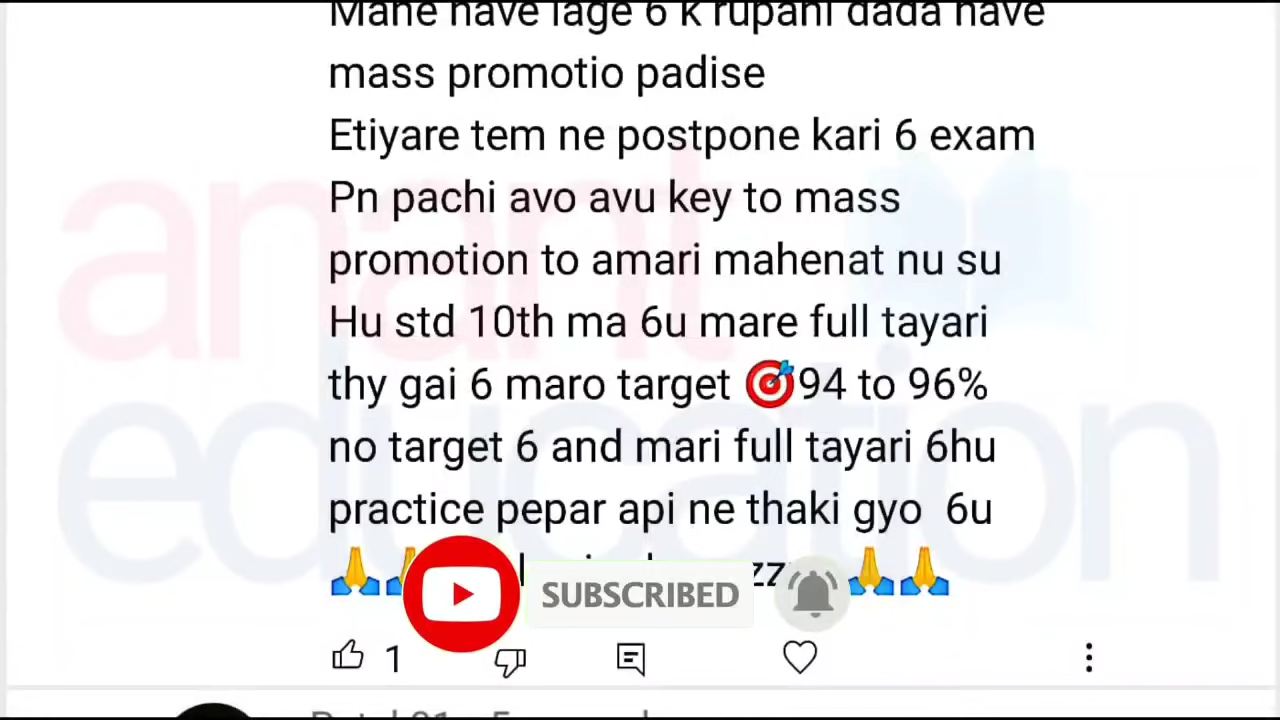 Mane have lage 6 k rupani dada have
mass promotio padise
Etiyare tem ne postpone kari 6 exam
Pn pachi avo avu key to mass
promotion to amari mahenat nu su
Hu std 10th ma 6u mare full tayari
thy gai 6 maro target 🎯94 to 96%
no target 6 and mari full tayari 6hu
practice pepar api ne thaki gyo 6u
🙏🙏 🙏🙏
SUBSCRIBED
1
anant
education